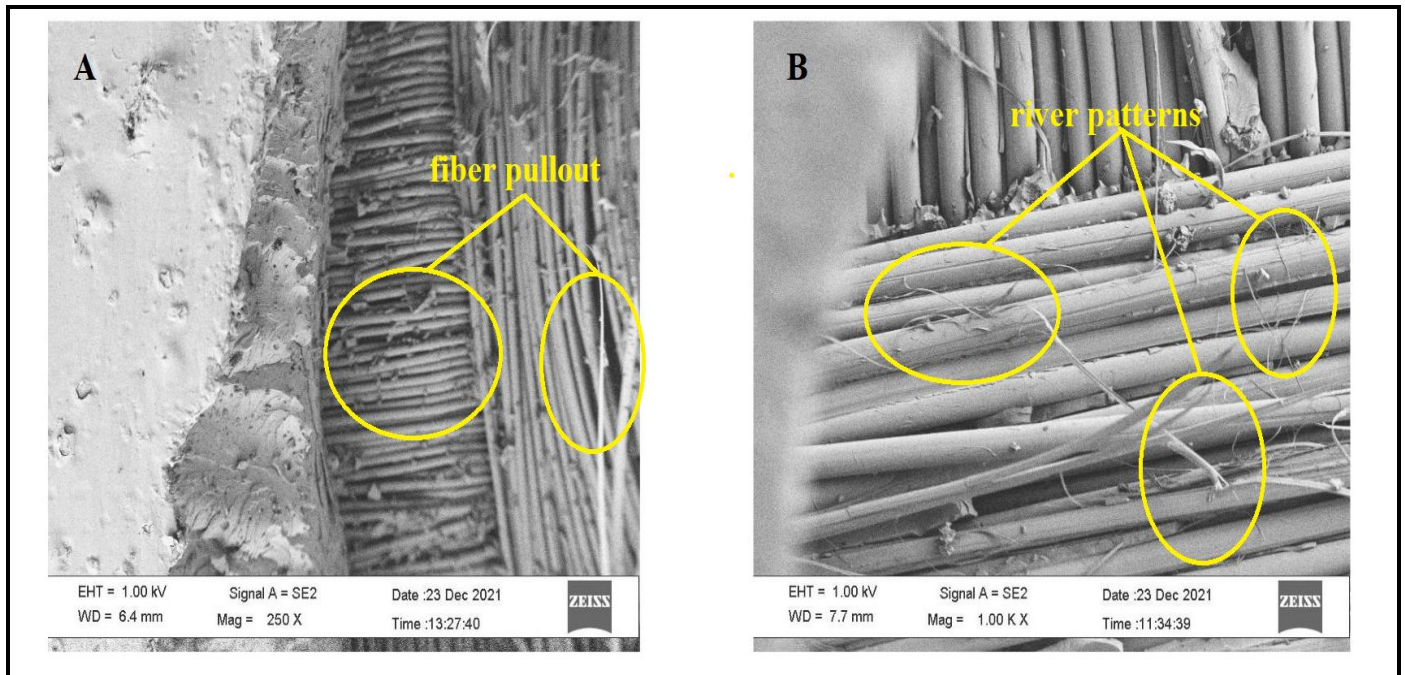 A
fiber pullout
EHT = 1.00 kV Signal A = SE2 Date :23 Dec 2021 ZEISS
WD = 6.4 mm Mag = 250 X Time :13:27:40
B
river patterns
EHT = 1.00 kV Signal A = SE2 Date :23 Dec 2021 ZEISS
WD = 7.7 mm Mag = 1.00 K X Time :11:34:39